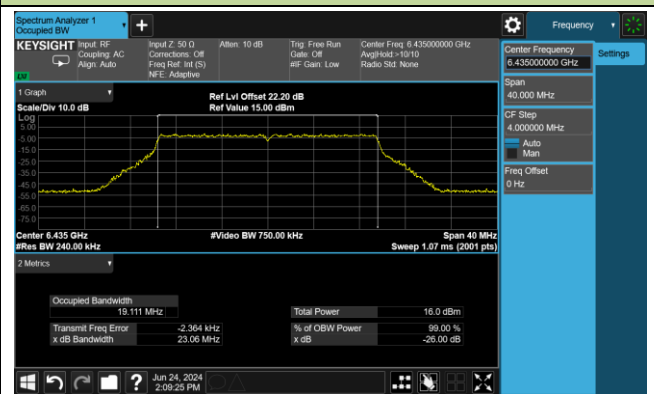 Spectrum Analyzer 1
Occupied BW
Frequency
KEYSIGHT
Input: RF
Coupling: AC
Align: Auto
Input Z: 50 Ω
Corrections: Off
Freq Ref: Int (S)
NFE: Adaptive
Atten: 10 dB
Trig: Free Run
Gate: Off
#IF Gain: Low
Center Freq: 6.435000000 GHz
Avg|Hold:>10/10
Radio Std: None
1 Graph
Scale/Div 10.0 dB
Ref Lvl Offset 22.20 dB
Ref Value 15.00 dBm
Log
5.00
-5.00
-15.0
-25.0
-35.0
-45.0
-55.0
-65.0
-75.0
Center 6.435 GHz
#Video BW 750.00 kHz
Span 40 MHz
#Res BW 240.00 kHz
Sweep 1.07 ms (2001 pts)
2 Metrics
Occupied Bandwidth
19.111 MHz
Total Power 16.0 dBm
Transmit Freq Error -2.364 kHz
% of OBW Power 99.00 %
x dB Bandwidth 23.06 MHz
x dB -26.00 dB
Center Frequency
6.435000000 GHz
Settings
Span
40.000 MHz
CF Step
4.000000 MHz
Auto
Man
Freq Offset
0 Hz
?
Jun 24, 2024
2:09:25 PM